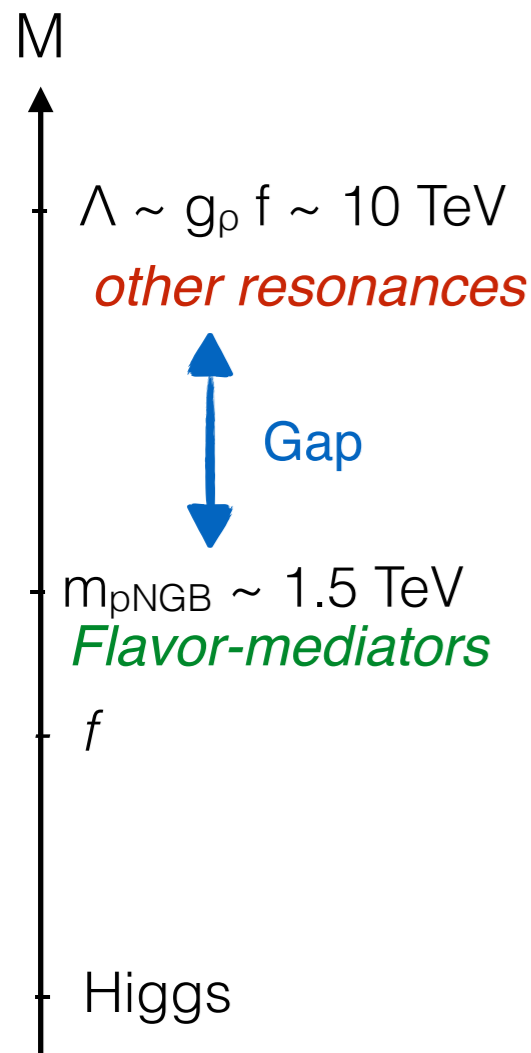 M
Λ ~ gρ f ~ 10 TeV
other resonances
Gap
mpNGB ~ 1.5 TeV
Flavor-mediators
f
Higgs